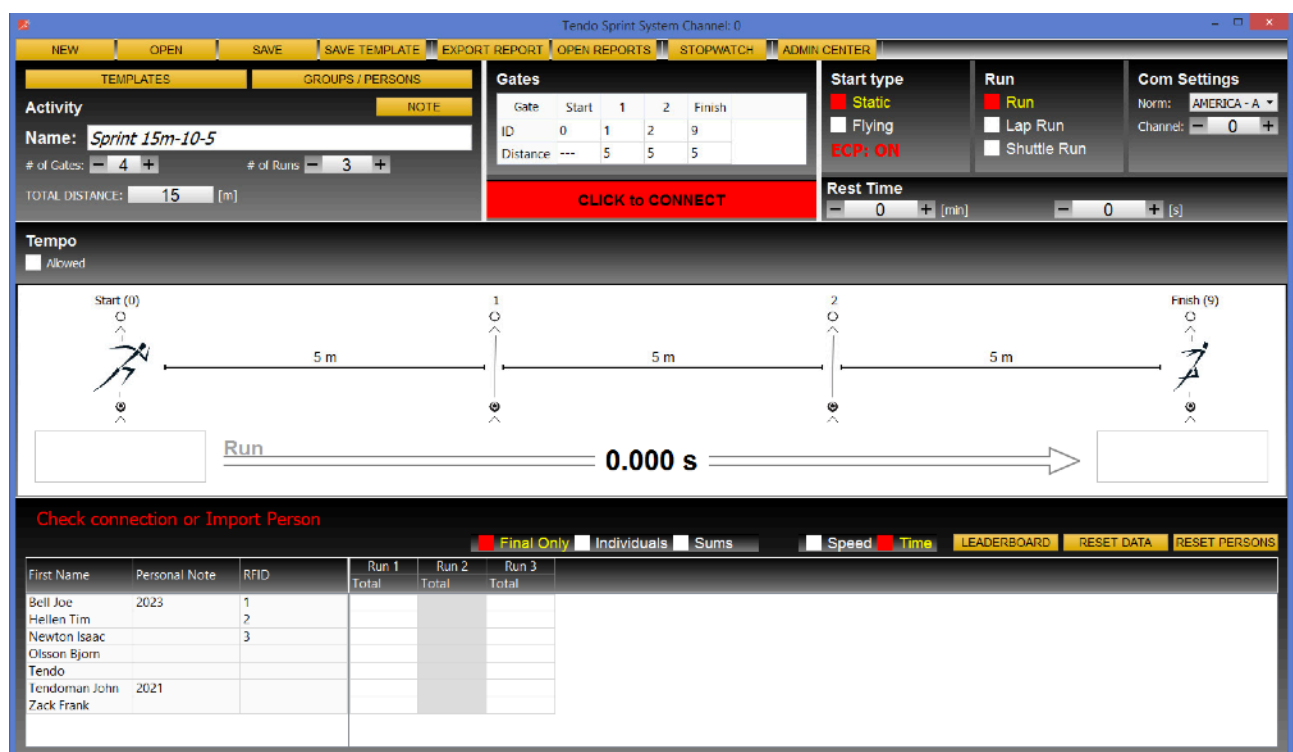 Tendo Sprint System Channel: 0
NEW OPEN SAVE SAVE TEMPLATE EXPORT REPORT OPEN REPORTS STOPWATCH ADMIN CENTER
TEMPLATES GROUPS / PERSONS
Activity NOTE
Name: Sprint 15m-10-5
# of Gates: − 4 + # of Runs − 3 +
TOTAL DISTANCE: 15 [m]
Gates
Gate Start 1 2 Finish
ID 0 1 2 9
Distance --- 5 5 5
CLICK to CONNECT
Start type
Static
Flying
ECP: ON
Run
Run
Lap Run
Shuttle Run
Com Settings
Norm: AMERICA - A
Channel: − 0 +
Rest Time
− 0 + [min] − 0 + [s]
Tempo
Allowed
Start (0) 1 2 Finish (9)
5 m 5 m 5 m
Run 0.000 s
Check connection or Import Person
Final Only Individuals Sums Speed Time LEADERBOARD RESET DATA RESET PERSONS
First Name Personal Note RFID Run 1 Run 2 Run 3
Total Total Total
Bell Joe 2023 1
Hellen Tim 2
Newton Isaac 3
Olsson Bjorn
Tendo
Tendoman John 2021
Zack Frank